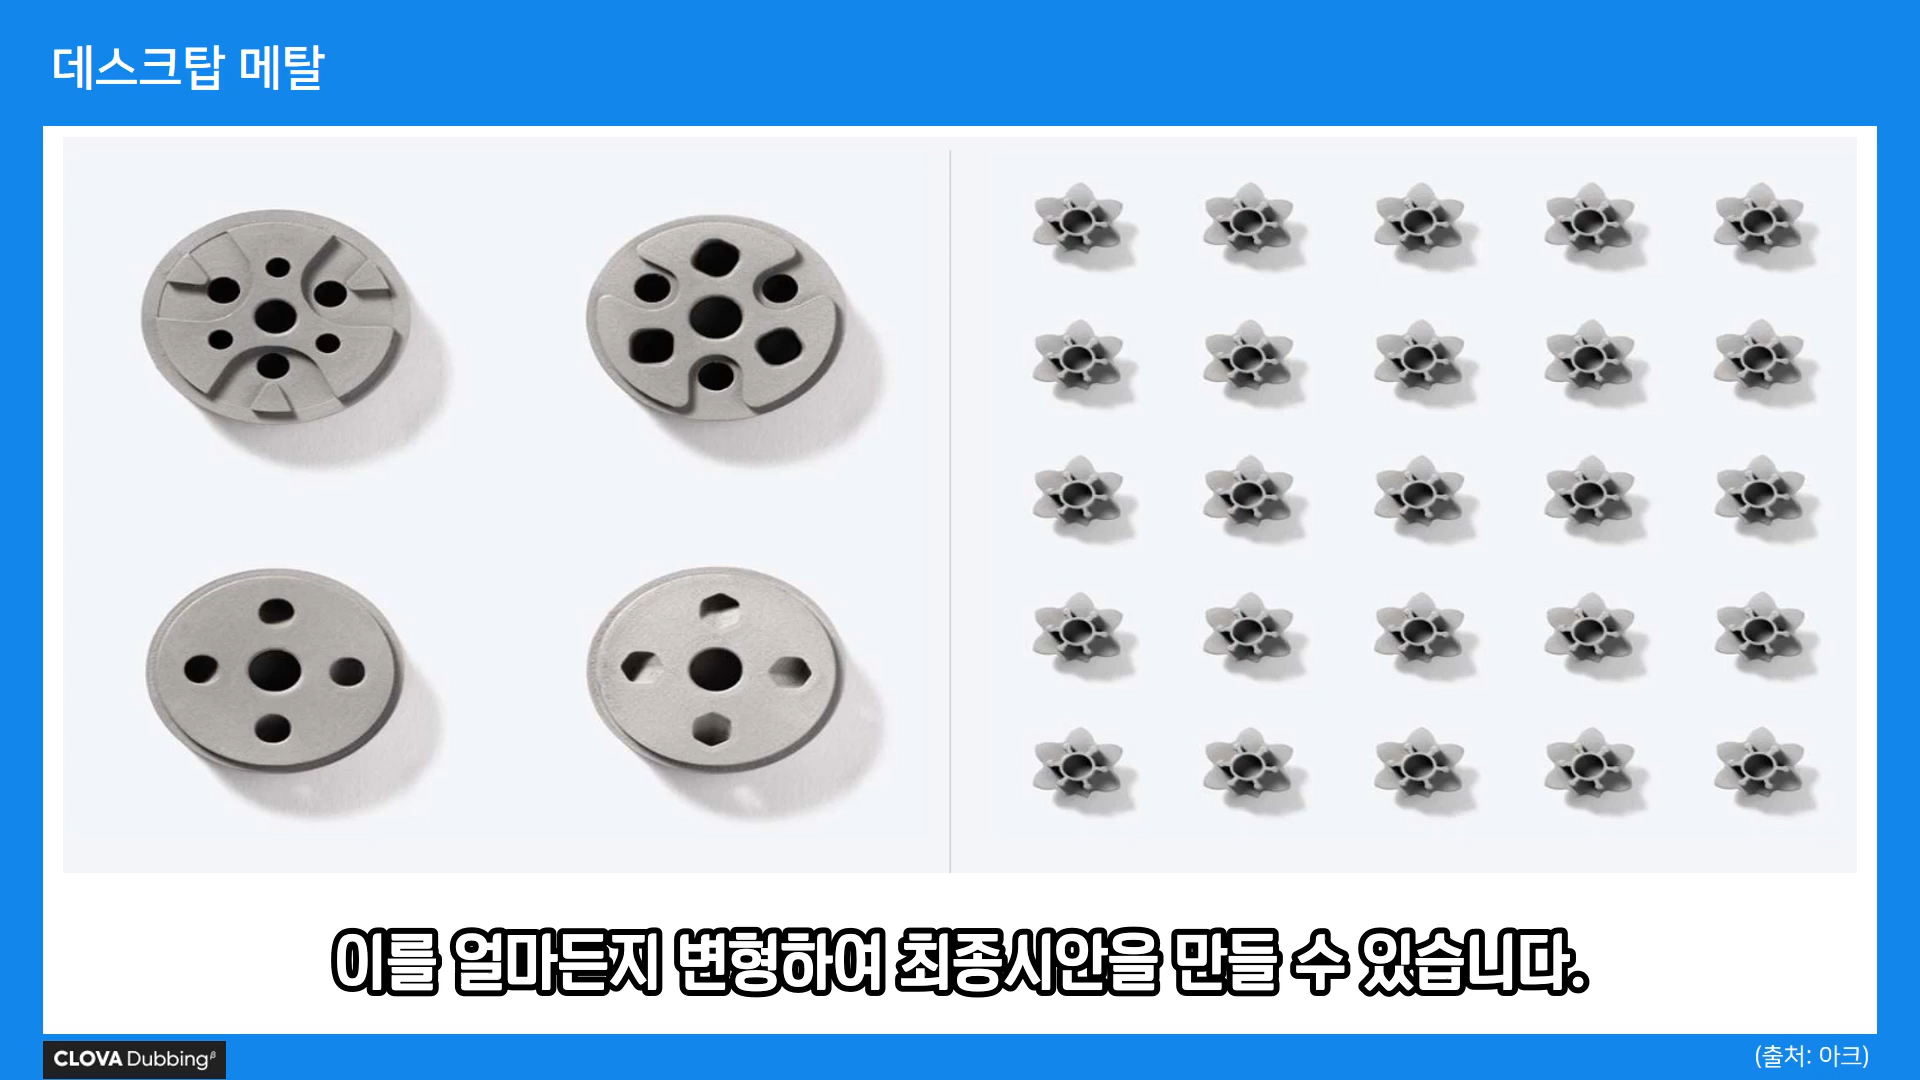 데스크탑 메탈
이를 얼마든지 변형하여 최종시안을 만들 수 있습니다.
CLOVA Dubbing β
(출처: 아크)